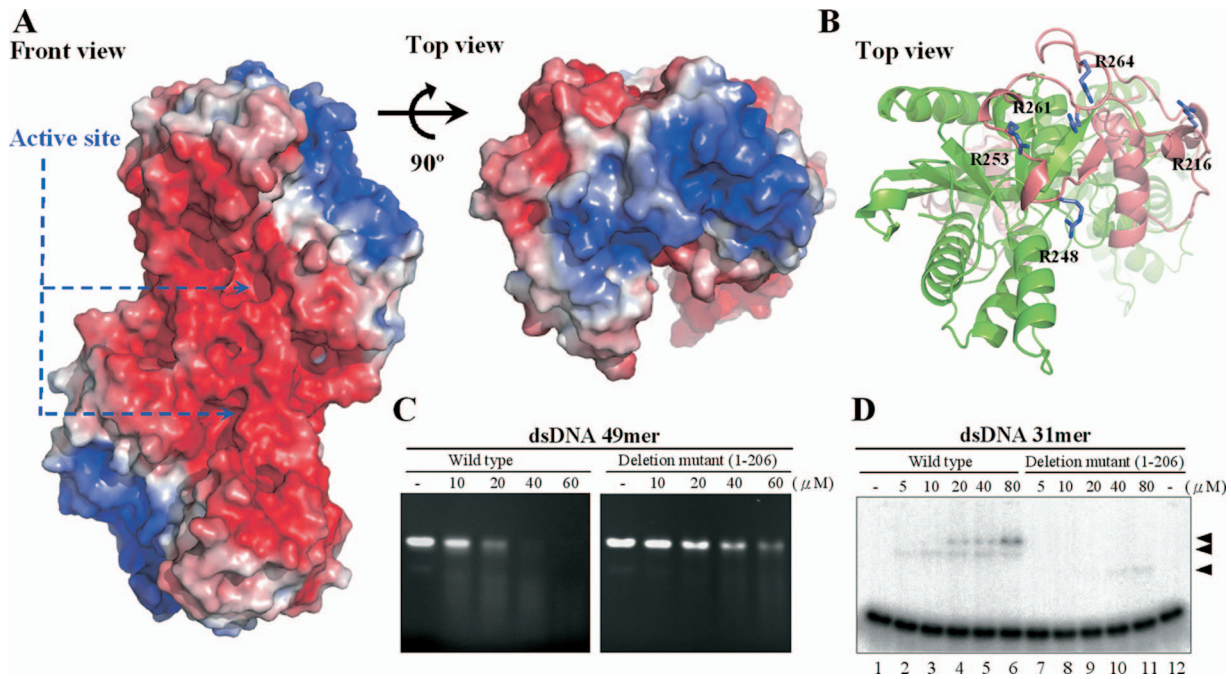 A
Front view
Active site
Top view
90°
B
Top view
R264
R261
R253
R216
R248
C
dsDNA 49mer
Wild type
Deletion mutant (1-206)
- 10 20 40 60 - 10 20 40 60 (μM)
D
dsDNA 31mer
Wild type
Deletion mutant (1-206)
- 5 10 20 40 80 5 10 20 40 80 - (μM)
1 2 3 4 5 6 7 8 9 10 11 12